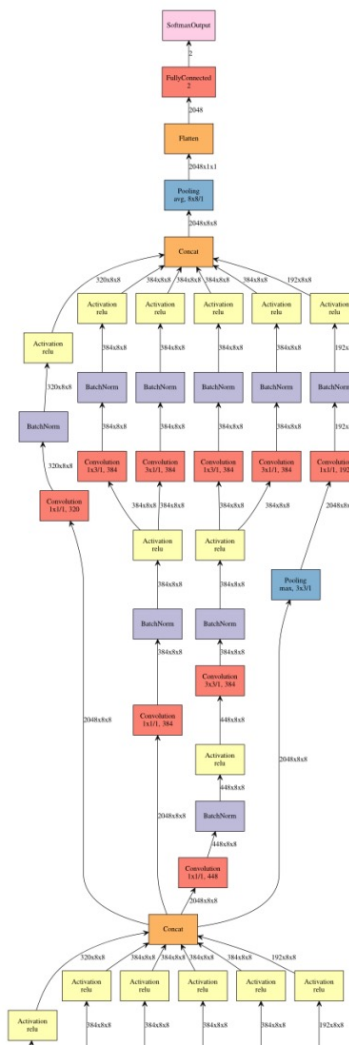 SoftmaxOutput
2
FullyConnected
2
2048
Flatten
2048x1x1
Pooling
avg, 8x8/1
2048x8x8
Concat
320x8x8
384x8x8
384x8x8
384x8x8
384x8x8
192x8x8
Activation
relu
Activation
relu
Activation
relu
Activation
relu
Activation
relu
Activation
relu
384x8x8
384x8x8
384x8x8
384x8x8
192x8x8
320x8x8
BatchNorm
BatchNorm
BatchNorm
BatchNorm
BatchNorm
BatchNorm
384x8x8
384x8x8
384x8x8
384x8x8
192x8x8
320x8x8
Convolution
1x3/1, 384
Convolution
3x1/1, 384
Convolution
1x3/1, 384
Convolution
3x1/1, 384
Convolution
1x1/1, 192
Convolution
1x1/1, 320
384x8x8
384x8x8
384x8x8
384x8x8
2048x8x8
Activation
relu
Activation
relu
384x8x8
384x8x8
Pooling
max, 3x3/1
BatchNorm
BatchNorm
384x8x8
384x8x8
Convolution
3x3/1, 384
Convolution
1x1/1, 384
448x8x8
2048x8x8
Activation
relu
2048x8x8
448x8x8
2048x8x8
BatchNorm
448x8x8
Convolution
1x1/1, 448
2048x8x8
Concat
320x8x8
384x8x8
384x8x8
384x8x8
384x8x8
192x8x8
Activation
relu
Activation
relu
Activation
relu
Activation
relu
Activation
relu
Activation
relu
384x8x8
384x8x8
384x8x8
384x8x8
192x8x8